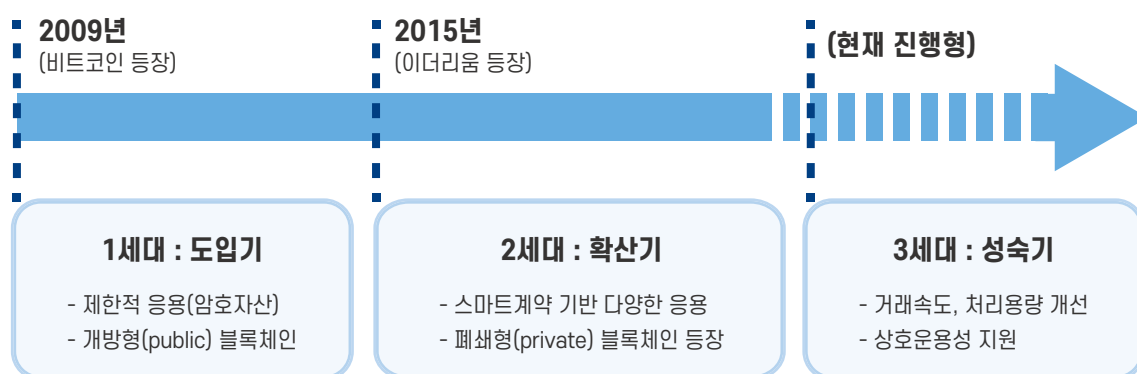 2009년
(비트코인 등장)
2015년
(이더리움 등장)
(현재 진행형)
1세대 : 도입기
- 제한적 응용(암호자산)
- 개방형(public) 블록체인
2세대 : 확산기
- 스마트계약 기반 다양한 응용
- 폐쇄형(private) 블록체인 등장
3세대 : 성숙기
- 거래속도, 처리용량 개선
- 상호운용성 지원